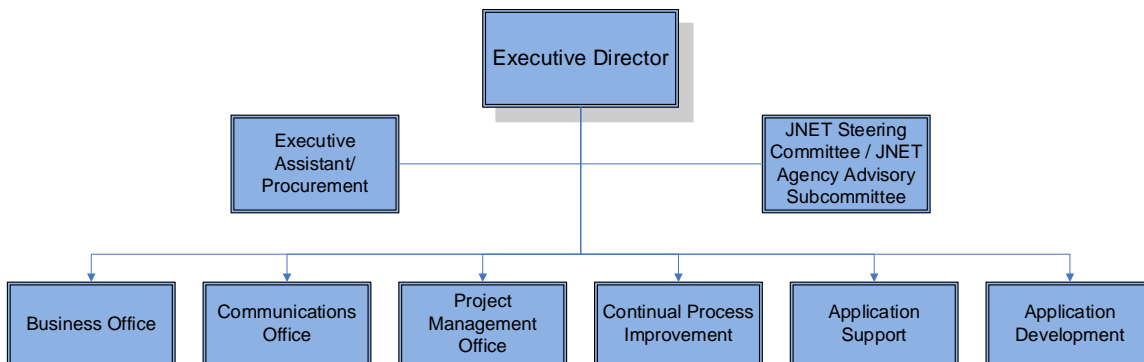 Executive Director
Executive
Assistant/
Procurement
JNET Steering
Committee / JNET
Agency Advisory
Subcommittee
Business Office
Communications
Office
Project
Management
Office
Continual Process
Improvement
Application
Support
Application
Development